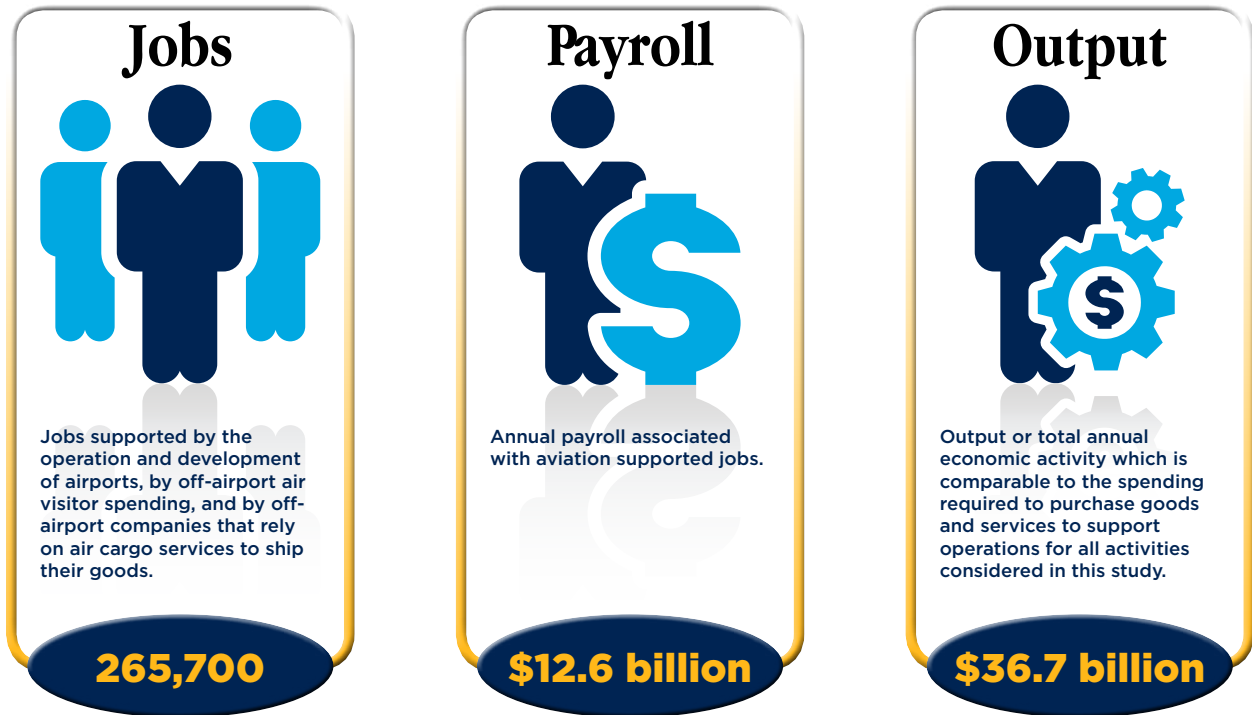 Jobs
Jobs supported by the
operation and development
of airports, by off-airport air
visitor spending, and by off-
airport companies that rely
on air cargo services to ship
their goods.
265,700
Payroll
$
Annual payroll associated
with aviation supported jobs.
$12.6 billion
Output
$
Output or total annual
economic activity which is
comparable to the spending
required to purchase goods
and services to support
operations for all activities
considered in this study.
$36.7 billion